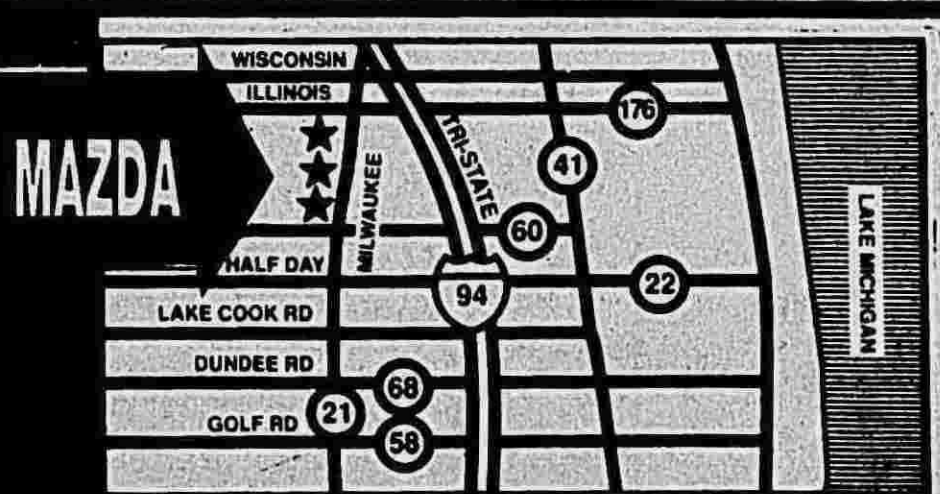 WISCONSIN
ILLINOIS
176
TRI-STATE
41
MAZDA
MILWAUKEE
60
LAKE MICHIGAN
HALF DAY
94
22
LAKE COOK RD
DUNDEE RD
68
21
GOLF RD
58